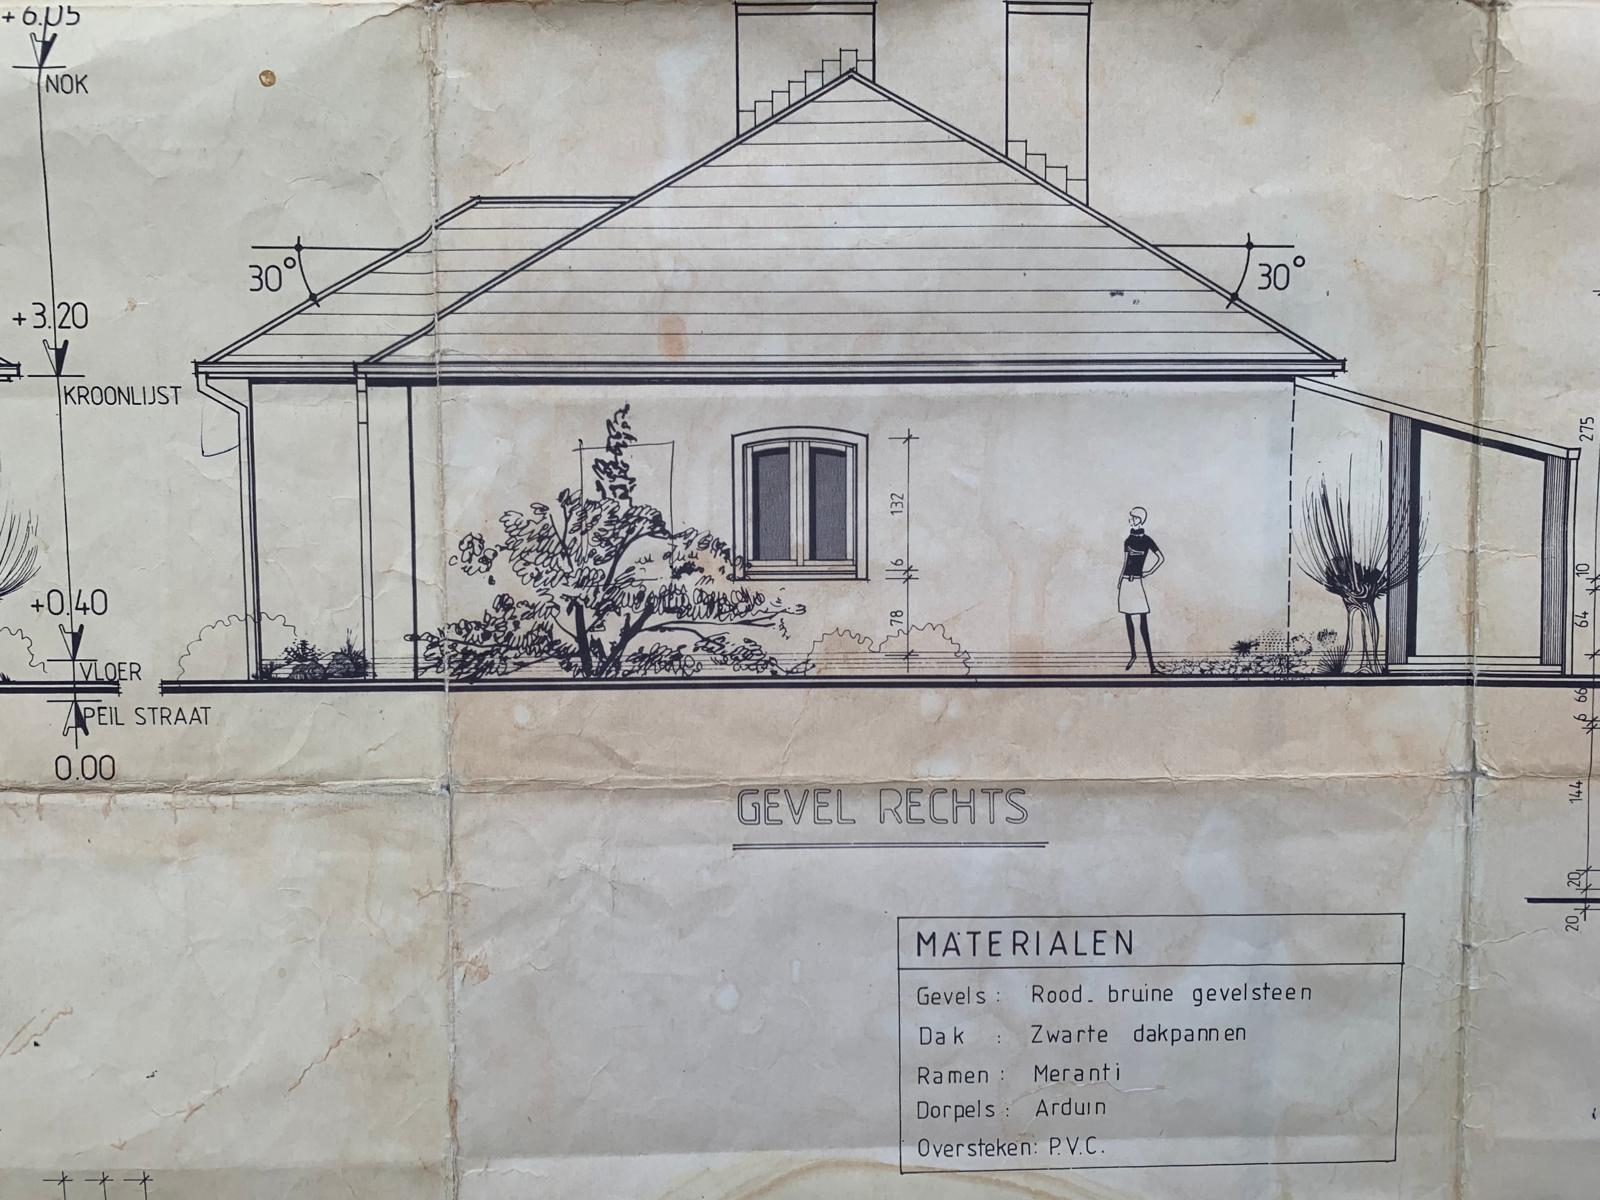 +6.05
NOK
30°
30°
+3.20
KROONLIJST
275
132
6
78
10
64
+0.40
VLOER
PEIL STRAAT
0.00
66
6
144
20
20
GEVEL RECHTS
MATERIALEN
Gevels : Rood - bruine gevelsteen
Dak : Zwarte dakpannen
Ramen : Meranti
Dorpels : Arduin
Oversteken: P.V.C.